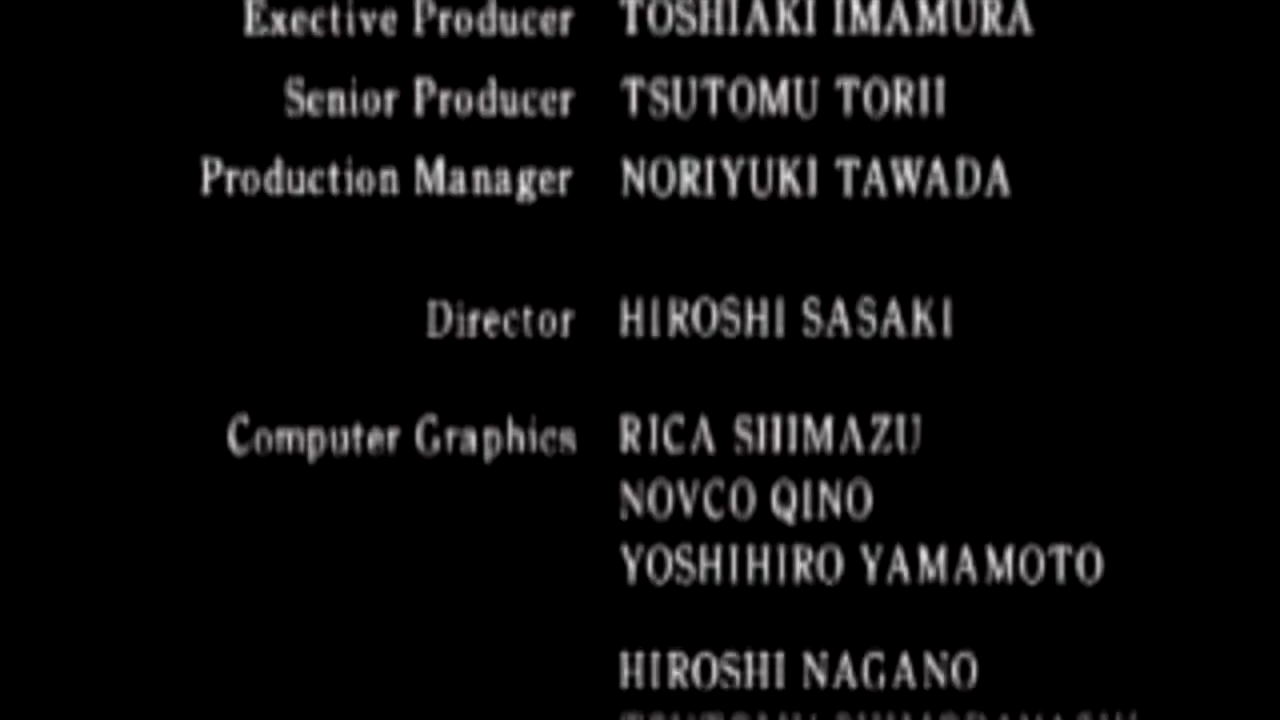 Exective Producer TOSHIAKI IMAMURA
Senior Producer TSUTOMU TORII
Production Manager NORIYUKI TAWADA
Director HIROSHI SASAKI
Computer Graphics RICA SHIMAZU
NOVCO QINO
YOSHIHIRO YAMAMOTO
HIROSHI NAGANO